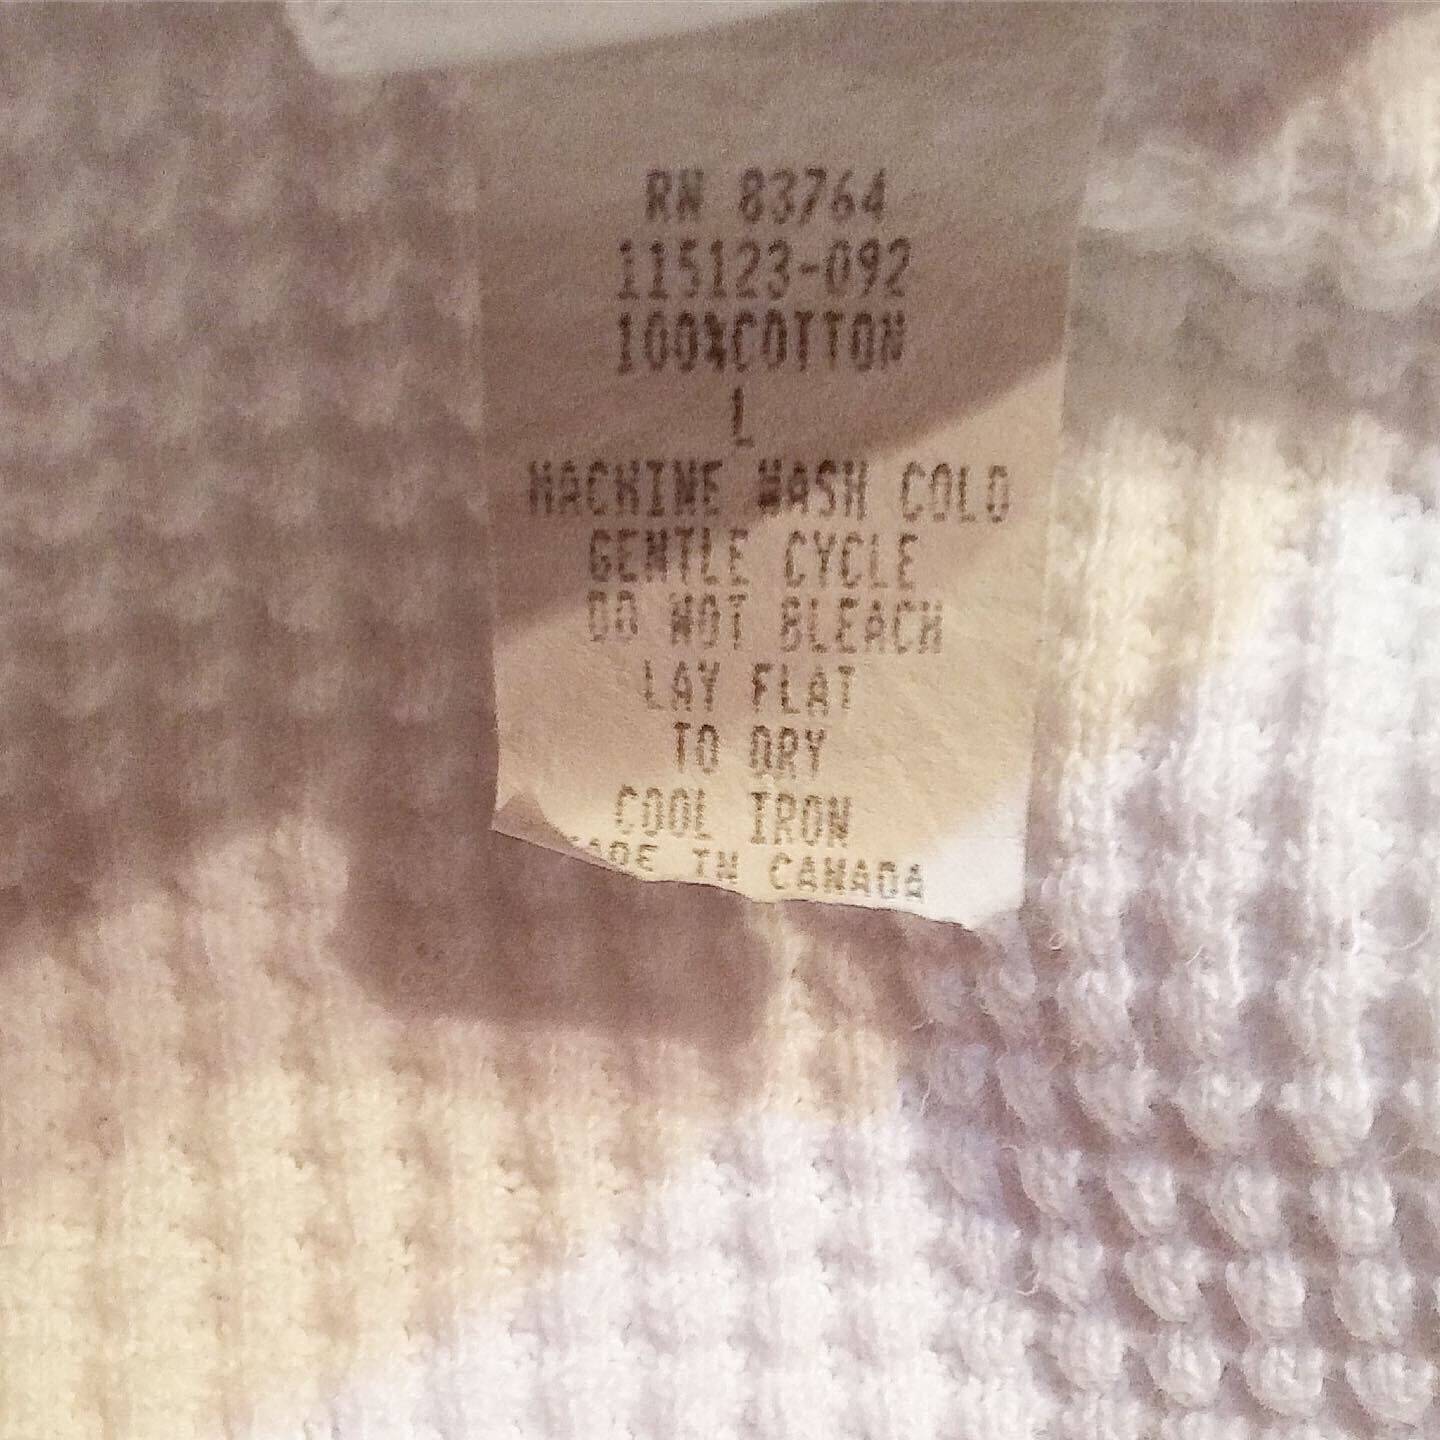 RN 83764
115123-092
100%COTTON
L
MACHINE WASH COLD
GENTLE CYCLE
DO NOT BLEACH
LAY FLAT
TO DRY
COOL IRON
MADE IN CANADA